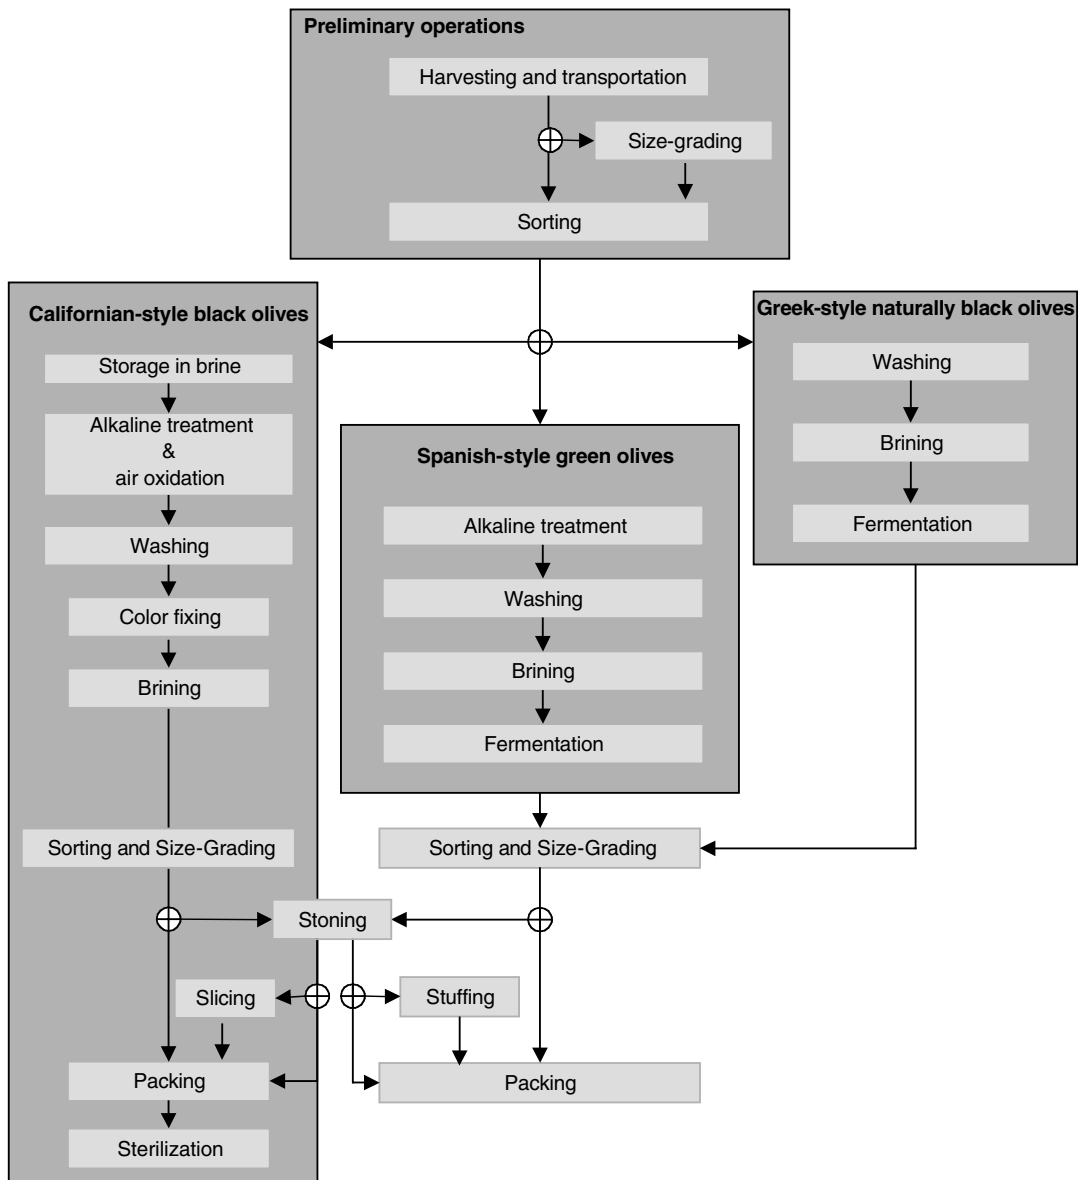 Preliminary operations
Harvesting and transportation
Size-grading
Sorting
Californian-style black olives
Storage in brine
Alkaline treatment
&
air oxidation
Washing
Color fixing
Brining
Sorting and Size-Grading
Spanish-style green olives
Alkaline treatment
Washing
Brining
Fermentation
Greek-style naturally black olives
Washing
Brining
Fermentation
Sorting and Size-Grading
Stoning
Slicing
Stuffing
Packing
Packing
Sterilization